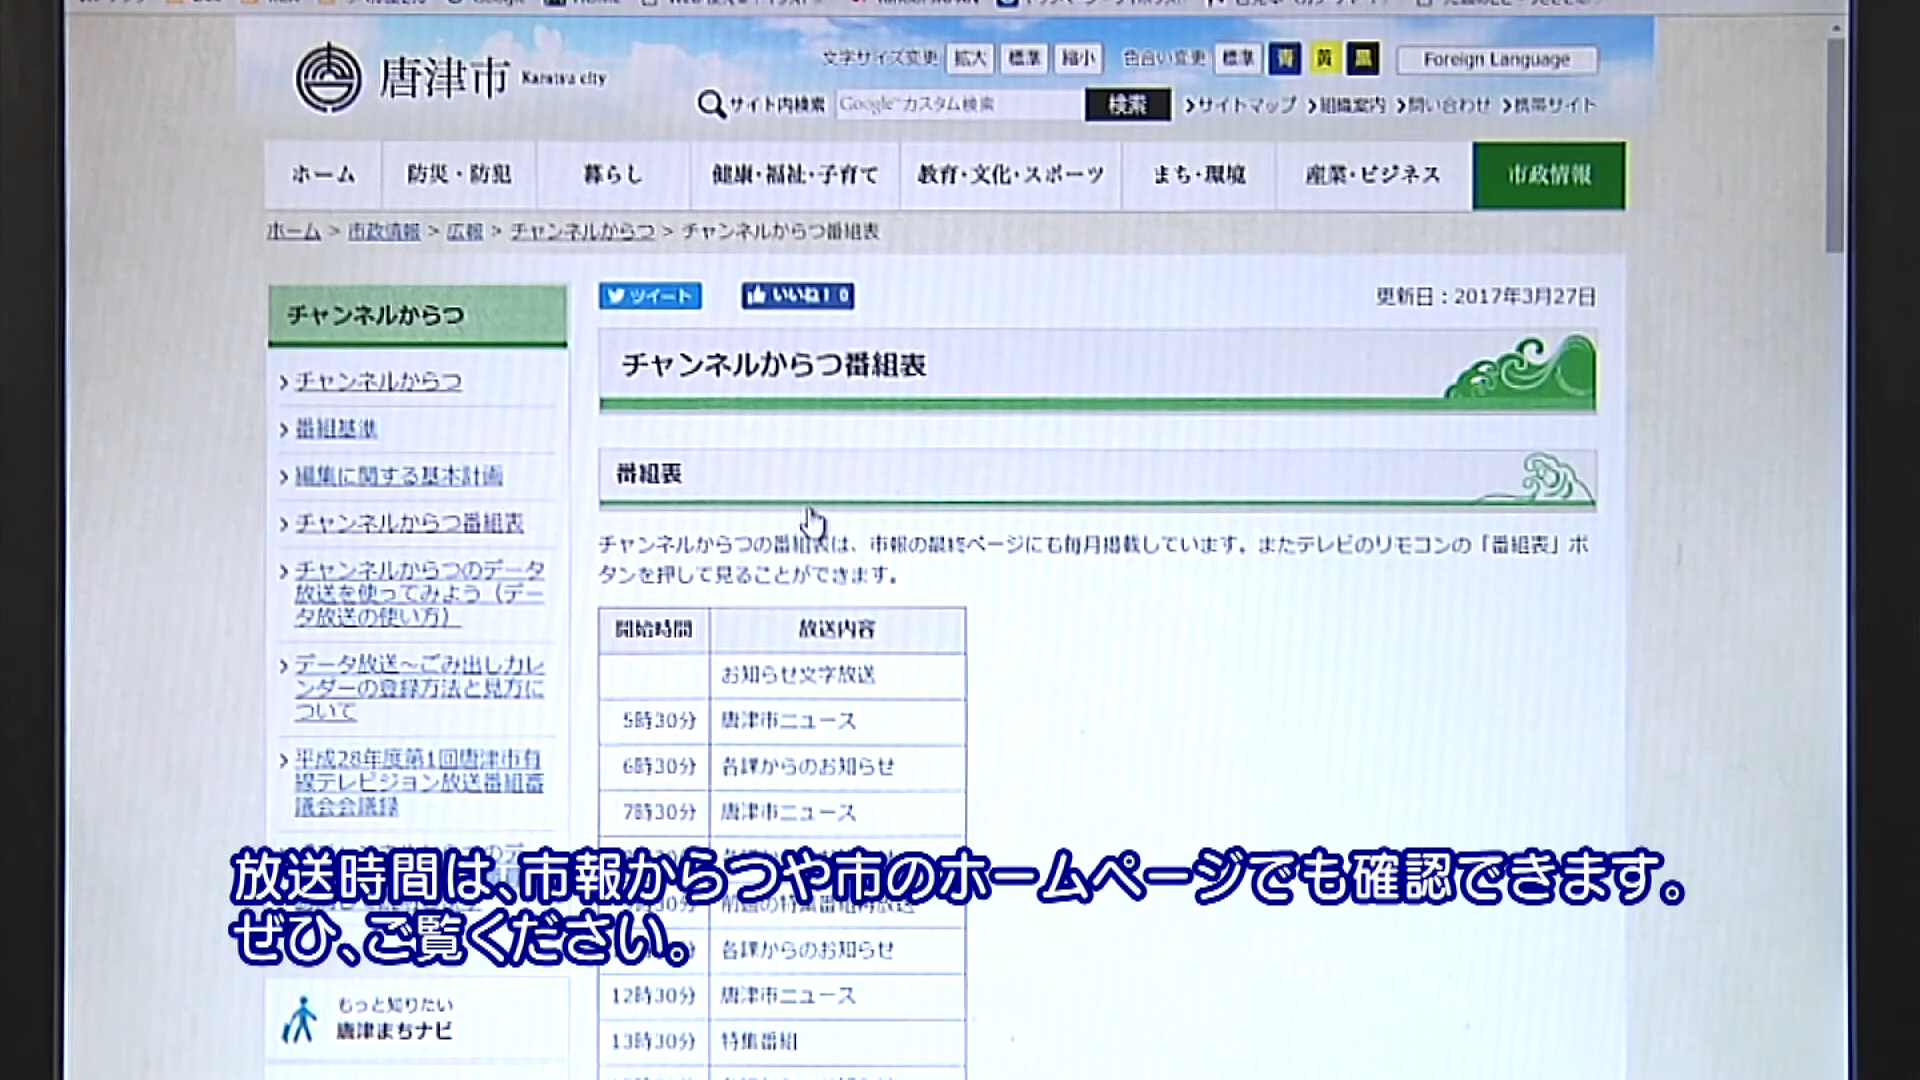 唐津市 Karatsu city
文字サイズ変更 拡大 標準 縮小 色合い変更 標準 青 黄 黒 Foreign Language
サイト内検索 Google カスタム検索 検索 サイトマップ 組織案内 問い合わせ 携帯サイト
ホーム 防災・防犯 暮らし 健康・福祉・子育て 教育・文化・スポーツ まち・環境 産業・ビジネス 市政情報
ホーム > 市政情報 > 広報 > チャンネルからつ > チャンネルからつ番組表
チャンネルからつ
チャンネルからつ
番組基準
編集に関する基本計画
チャンネルからつ番組表
チャンネルからつのデータ
放送を使ってみよう（デー
タ放送の使い方）
データ放送～ごみ出しカレ
ンダーの登録方法と見方に
ついて
平成28年度第1回唐津市有
線テレビジョン放送番組審
議会会議録
もっと知りたい
唐津まちナビ
ツイート いいね！ 0 更新日：2017年3月27日
チャンネルからつ番組表
番組表
チャンネルからつの番組表は、市報の最終ページにも毎月掲載しています。またテレビのリモコンの「番組表」ボ
タンを押して見ることができます。
開始時間 放送内容
お知らせ文字放送
5時30分 唐津市ニュース
6時30分 各課からのお知らせ
7時30分 唐津市ニュース
各課からのお知らせ
12時30分 唐津市ニュース
13時30分 特集番組
放送時間は、市報からつや市のホームページでも確認できます。
ぜひ、ご覧ください。